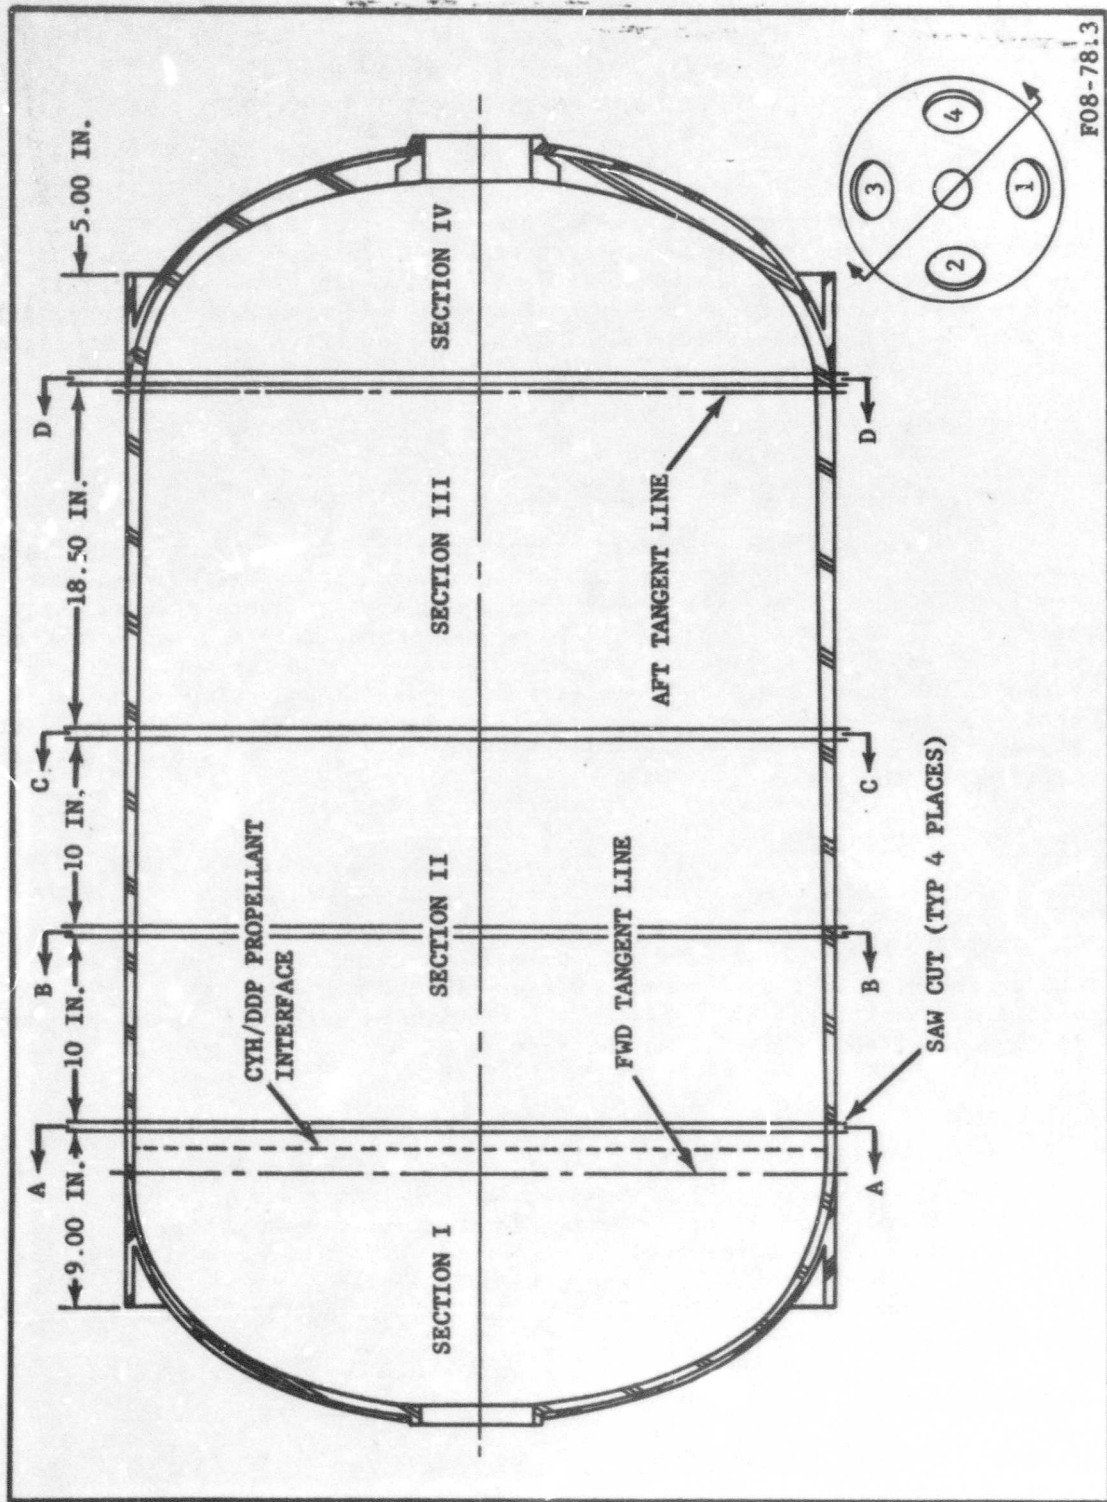 A
B
C
D
9.00 IN.
10 IN.
10 IN.
18.50 IN.
5.00 IN.
CYH/DDP PROPELLANT
INTERFACE
SECTION I
SECTION II
SECTION III
SECTION IV
FWD TANGENT LINE
AFT TANGENT LINE
A
B
C
D
SAW CUT (TYP 4 PLACES)
3
2
4
1
F08-7813